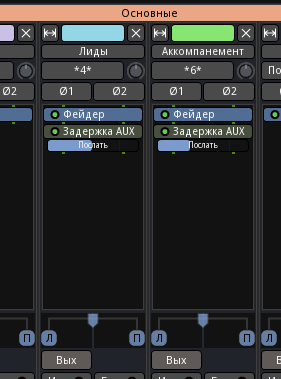 Основные
Лиды Аккомпанемент
*4* *6* По
Ø2 Ø1 Ø2 Ø1 Ø2
Фейдер Фейдер
Задержка AUX Задержка AUX
Послать Послать
П Л П Л П Л
Вых Вых В